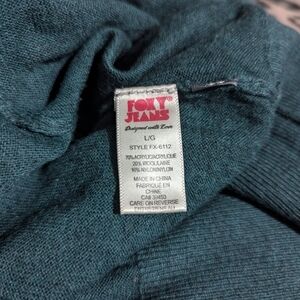 FOXY®
JEANS
Designed with Love
L/G
STYLE FX-6112
70%ACRYLIC/ACRYLIQUE
20% WOOL/LAINE
10%NYLON/NYLON
MADE IN CHINA
FABRIQUE EN
CHINE
CA# 39453
CARE ON REVERSE